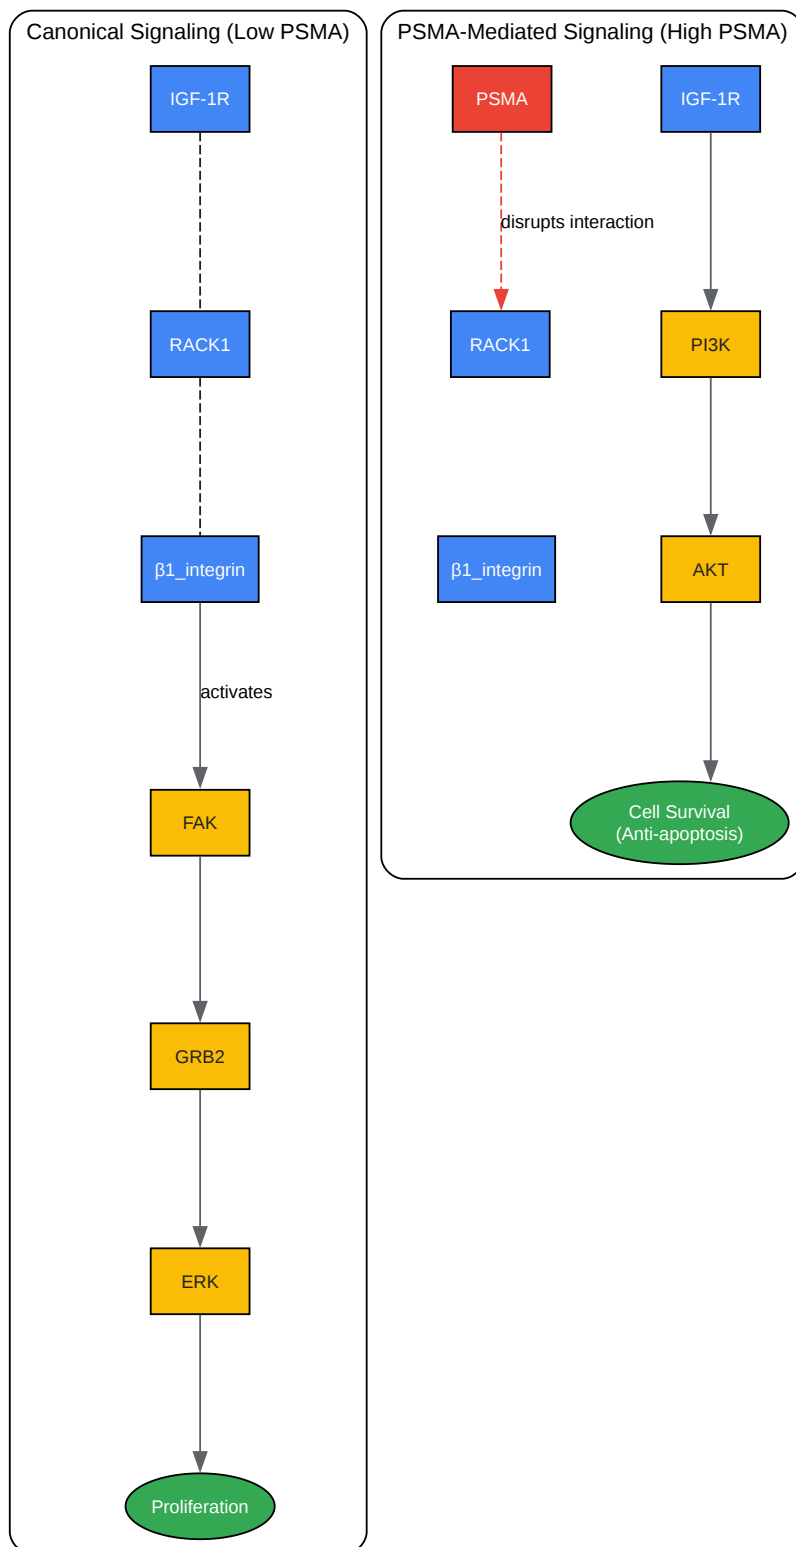 Canonical Signaling (Low PSMA)
IGF-1R
RACK1
β1_integrin
activates
FAK
GRB2
ERK
Proliferation
PSMA-Mediated Signaling (High PSMA)
PSMA
IGF-1R
disrupts interaction
RACK1
PI3K
β1_integrin
AKT
Cell Survival
(Anti-apoptosis)